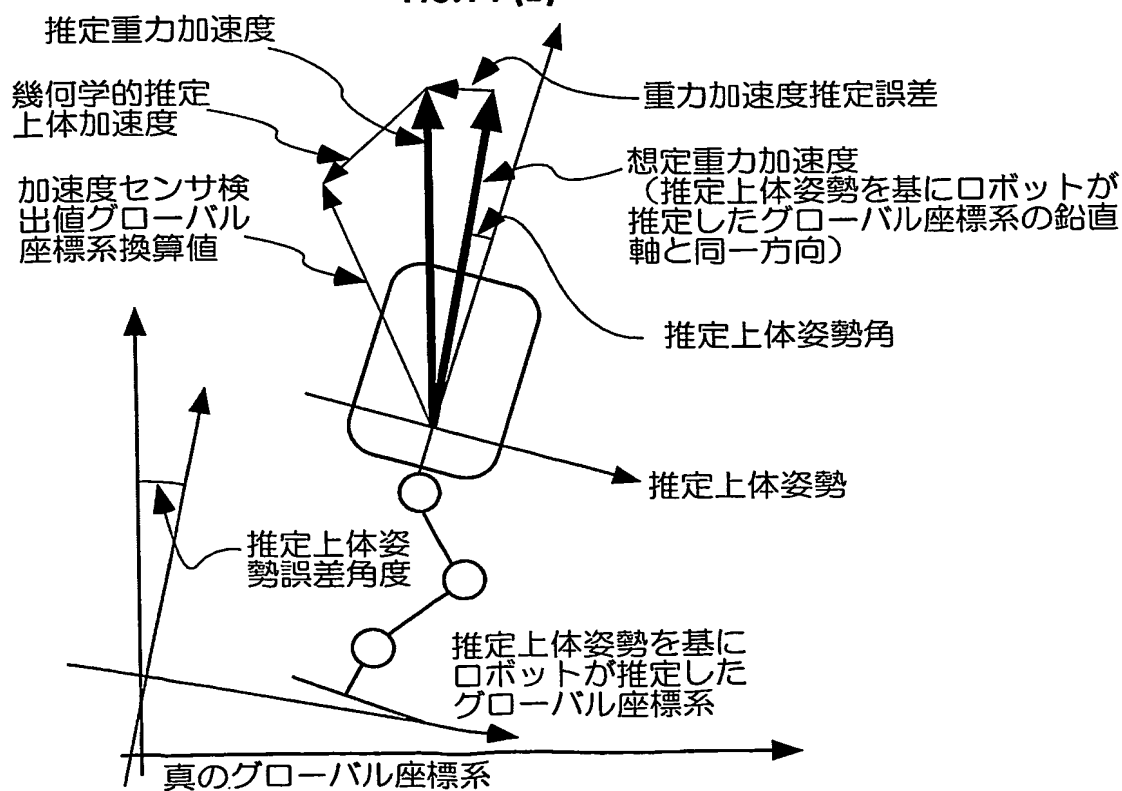 推定重力加速度
幾何学的推定
上体加速度
加速度センサ検
出値グローバル
座標系換算値
重力加速度推定誤差
想定重力加速度
（推定上体姿勢を基にロボットが
推定したグローバル座標系の鉛直
軸と同一方向）
推定上体姿勢角
推定上体姿勢
推定上体姿
勢誤差角度
推定上体姿勢を基に
ロボットが推定した
グローバル座標系
真のグローバル座標系